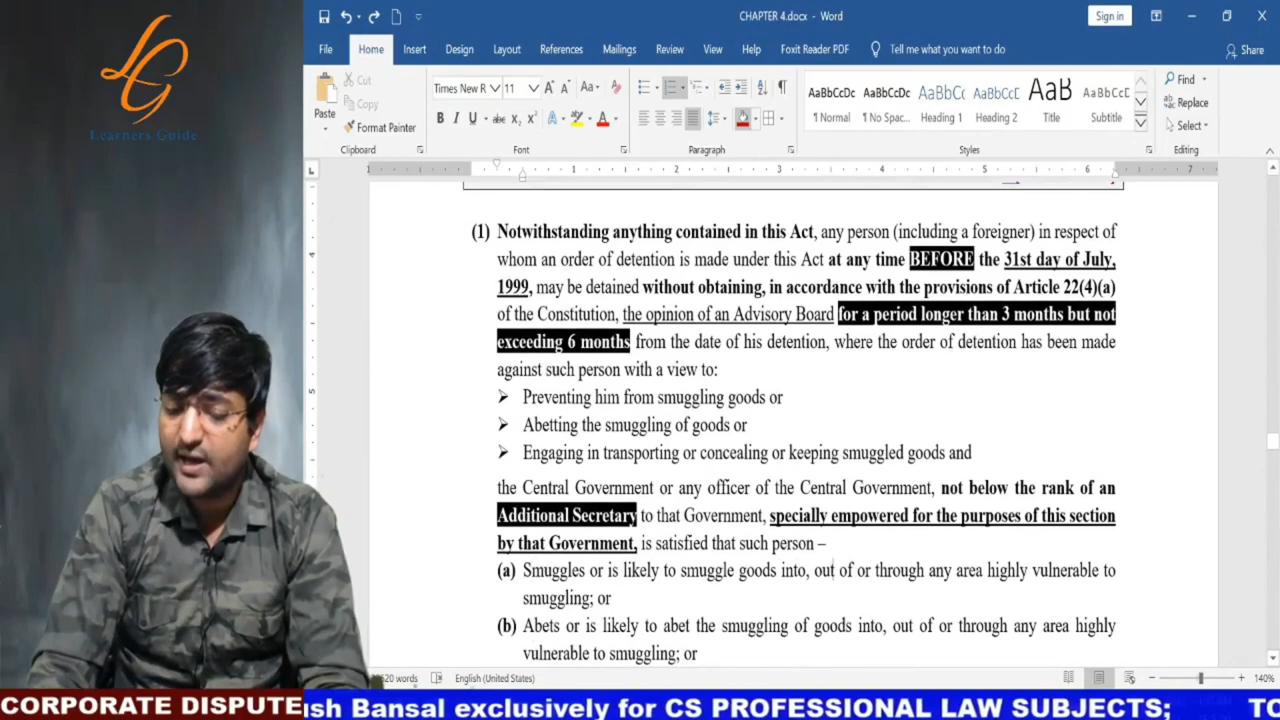 CHAPTER 4.docx - Word
Sign in
File Home Insert Design Layout References Mailings Review View Help Foxit Reader PDF Tell me what you want to do Share
LG
Learners Guide
Paste
Cut
Copy
Format Painter
Times New R 11
AaBbCcDc AaBbCcDc AaBbCc AaBbCcE AaB AaBbCcE
¶ Normal ¶ No Spac... Heading 1 Heading 2 Title Subtitle
Find
Replace
Select
Clipboard Font Paragraph Styles Editing
1 1 2 3 4 5 6 7
(1) Notwithstanding anything contained in this Act, any person (including a foreigner) in respect of
whom an order of detention is made under this Act at any time BEFORE the 31st day of July,
1999, may be detained without obtaining, in accordance with the provisions of Article 22(4)(a)
of the Constitution, the opinion of an Advisory Board for a period longer than 3 months but not
exceeding 6 months from the date of his detention, where the order of detention has been made
against such person with a view to:
➢ Preventing him from smuggling goods or
➢ Abetting the smuggling of goods or
➢ Engaging in transporting or concealing or keeping smuggled goods and
the Central Government or any officer of the Central Government, not below the rank of an
Additional Secretary to that Government, specially empowered for the purposes of this section
by that Government, is satisfied that such person –
(a) Smuggles or is likely to smuggle goods into, out of or through any area highly vulnerable to
smuggling; or
(b) Abets or is likely to abet the smuggling of goods into, out of or through any area highly
vulnerable to smuggling; or
520 words English (United States) 140%
CORPORATE DISPUTE
ish Bansal exclusively for CS PROFESSIONAL LAW SUBJECTS; TO